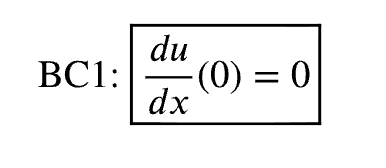 BC1: du/dx (0) = 0